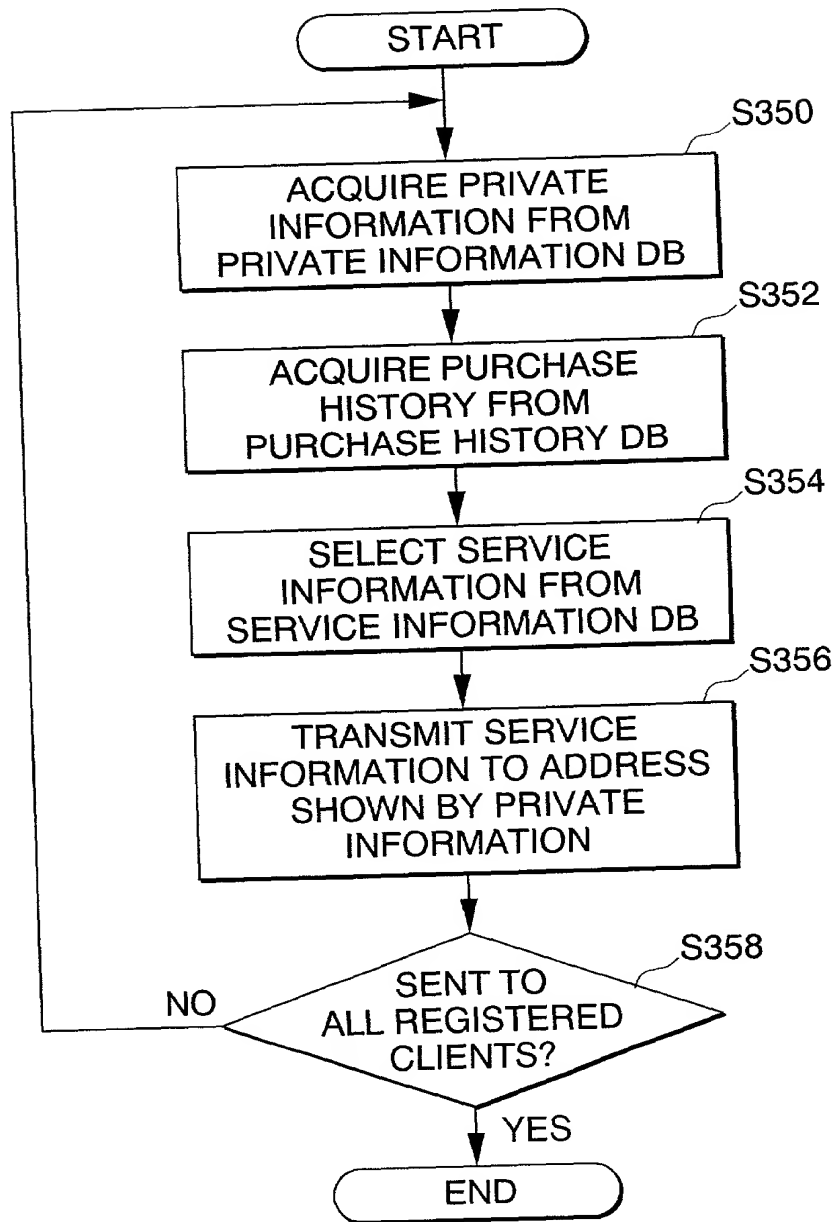 START
S350
ACQUIRE PRIVATE
INFORMATION FROM
PRIVATE INFORMATION DB
S352
ACQUIRE PURCHASE
HISTORY FROM
PURCHASE HISTORY DB
S354
SELECT SERVICE
INFORMATION FROM
SERVICE INFORMATION DB
S356
TRANSMIT SERVICE
INFORMATION TO ADDRESS
SHOWN BY PRIVATE
INFORMATION
S358
SENT TO
ALL REGISTERED
CLIENTS?
NO
YES
END